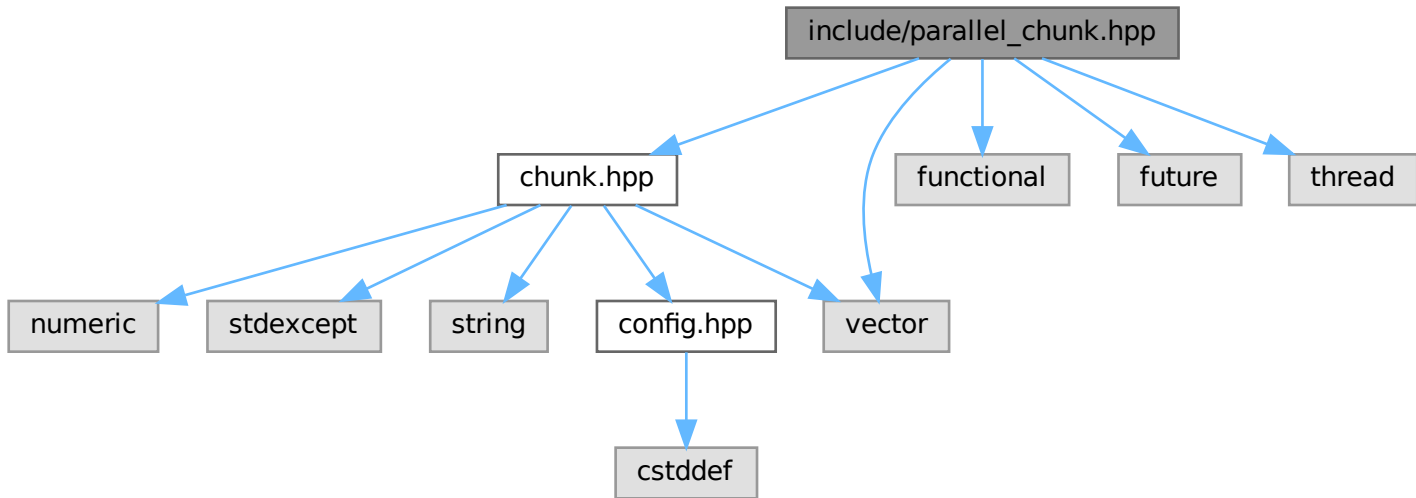 include/parallel_chunk.hpp
chunk.hpp
functional
future
thread
numeric
stdexcept
string
config.hpp
vector
cstddef